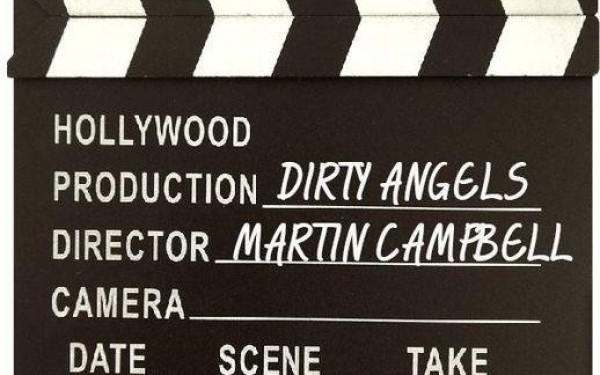 HOLLYWOOD
PRODUCTION DIRTY ANGELS
DIRECTOR MARTIN CAMPBELL
CAMERA
DATE SCENE TAKE